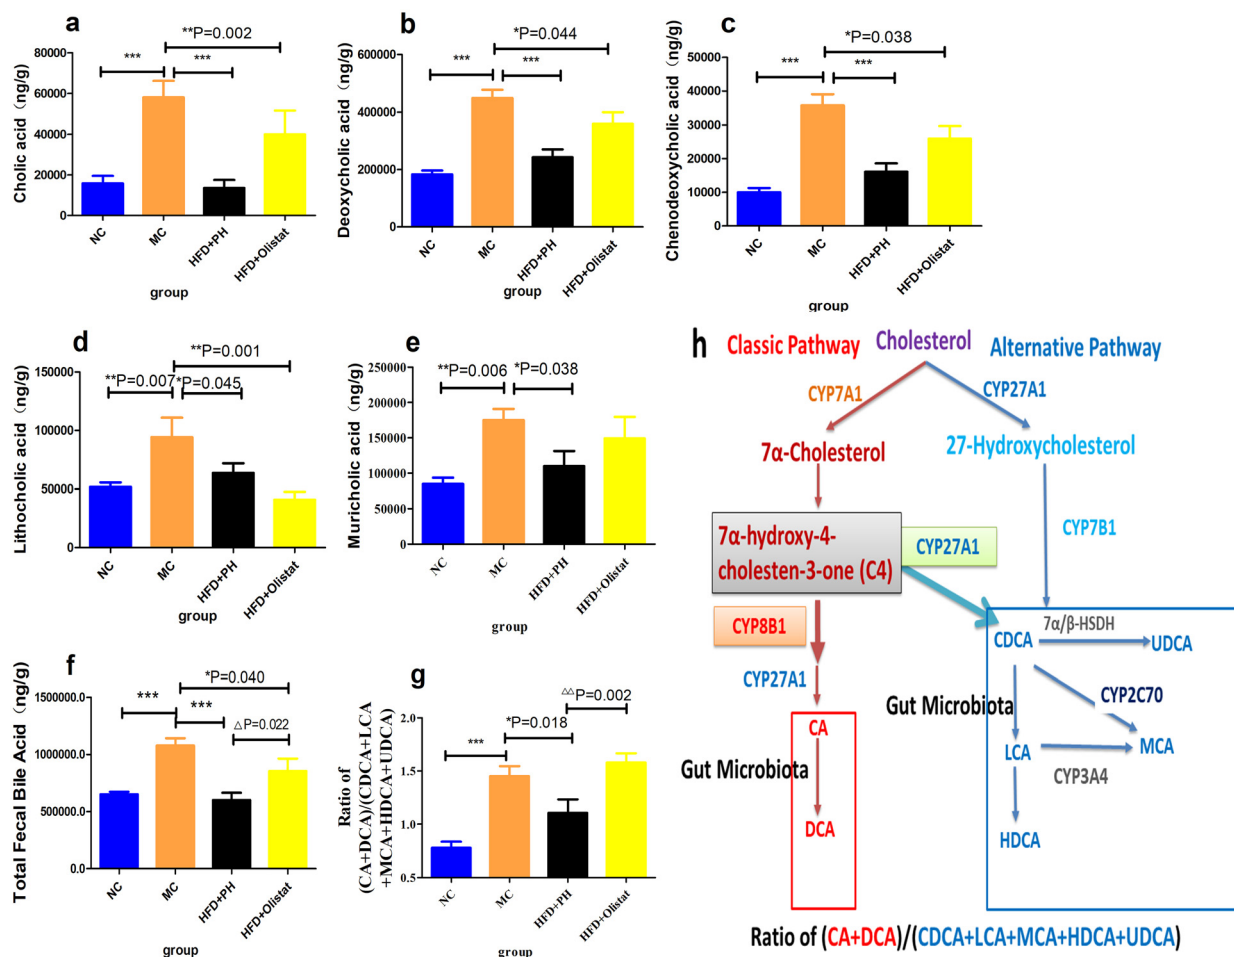 a
**P=0.002
***
***
Cholic acid (ng/g)
80000
60000
40000
20000
0
NC
MC
HFD+PH
HFD+Olistat
group
b
*P=0.044
***
***
Deoxycholic acid (ng/g)
600000
400000
200000
0
NC
MC
HFD+PH
HFD+Olistat
group
c
*P=0.038
***
***
Chenodeoxycholic acid (ng/g)
50000
40000
30000
20000
10000
0
NC
MC
HFD+PH
HFD+Olistat
group
d
**P=0.001
**P=0.007
*P=0.045
Lithocholic acid (ng/g)
150000
100000
50000
0
NC
MC
HFD+PH
HFD+Olistat
group
e
**P=0.006
*P=0.038
Muricholic acid (ng/g)
250000
200000
150000
100000
50000
0
NC
MC
HFD+PH
HFD+Olistat
group
f
*P=0.040
***
***
△P=0.022
Total Fecal Bile Acid (ng/g)
1500000.0
1000000.0
500000.0
0.0
NC
MC
HFD+PH
HFD+Olistat
group
g
△△P=0.002
*P=0.018
***
Ratio of
(CA+DCA)/(CDCA+LCA
+MCA+HDCA+UDCA)
2.0
1.5
1.0
0.5
NC
MC
HFD+PH
HFD+Olistat
group
h
Classic Pathway
Cholesterol
Alternative Pathway
CYP7A1
CYP27A1
7α-Cholesterol
27-Hydroxycholesterol
7α-hydroxy-4-
cholesten-3-one (C4)
CYP27A1
CYP7B1
CYP8B1
7α/β-HSDH
CDCA
UDCA
CYP27A1
Gut Microbiota
CYP2C70
CA
LCA
MCA
Gut Microbiota
CYP3A4
DCA
HDCA
Ratio of (CA+DCA)/(CDCA+LCA+MCA+HDCA+UDCA)